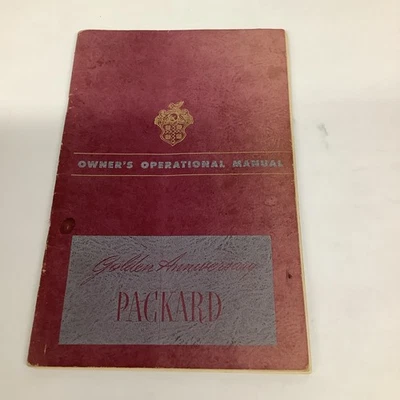 OWNER'S OPERATIONAL MANUAL
Golden Anniversary
PACKARD